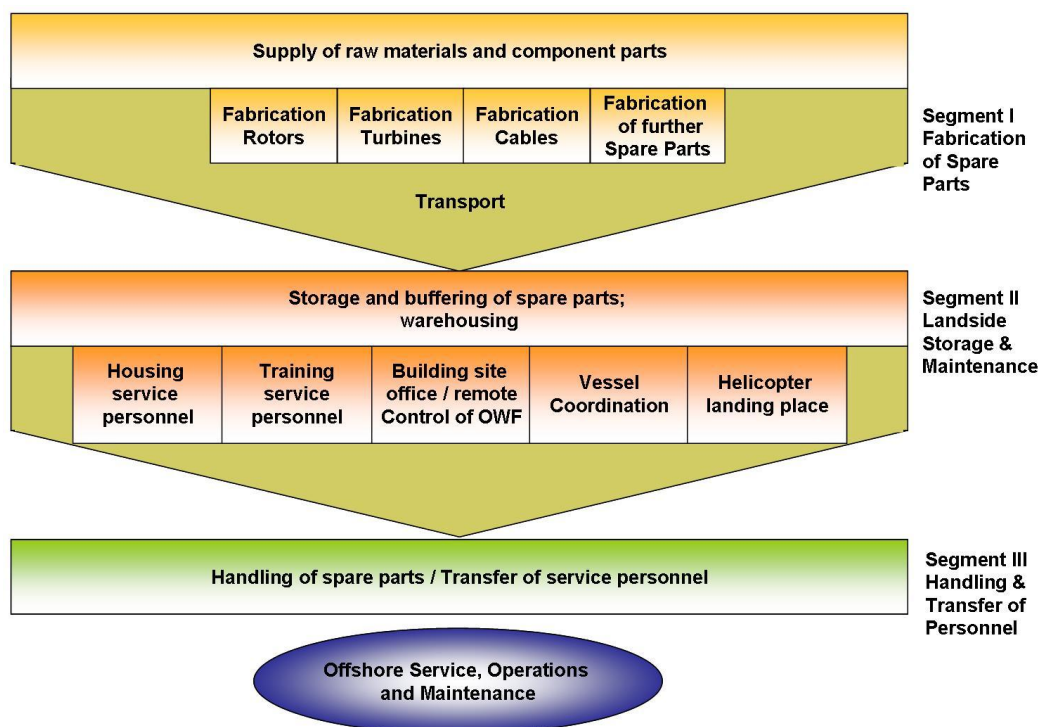 Supply of raw materials and component parts
Fabrication
Rotors
Fabrication
Turbines
Fabrication
Cables
Fabrication
of further
Spare Parts
Segment I
Fabrication
of Spare
Parts
Transport
Storage and buffering of spare parts;
warehousing
Segment II
Landside
Storage &
Maintenance
Housing
service
personnel
Training
service
personnel
Building site
office / remote
Control of OWF
Vessel
Coordination
Helicopter
landing place
Handling of spare parts / Transfer of service personnel
Segment III
Handling &
Transfer of
Personnel
Offshore Service, Operations
and Maintenance